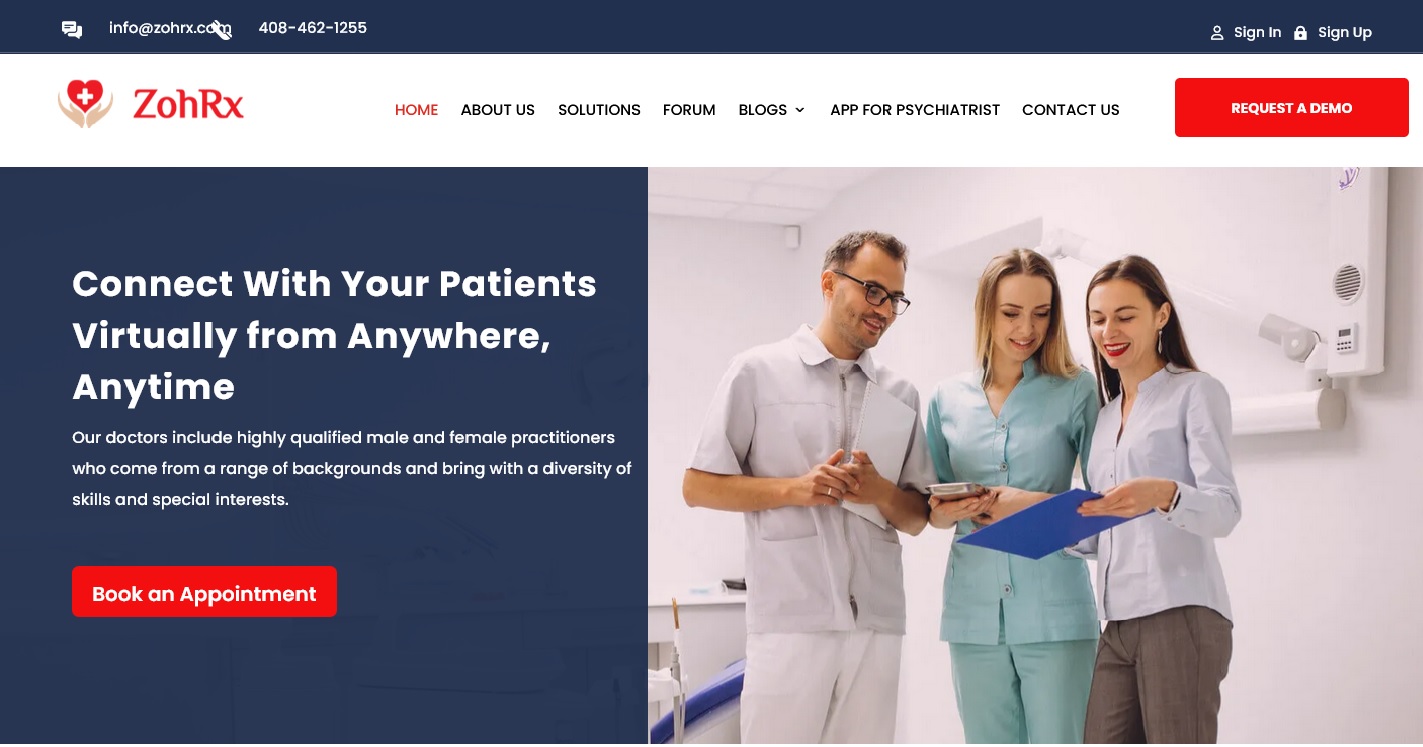 info@zohrx.com 408-462-1255
Sign In Sign Up
ZohRx
HOME ABOUT US SOLUTIONS FORUM BLOGS APP FOR PSYCHIATRIST CONTACT US
REQUEST A DEMO
Connect With Your Patients
Virtually from Anywhere,
Anytime
Our doctors include highly qualified male and female practitioners
who come from a range of backgrounds and bring with a diversity of
skills and special interests.
Book an Appointment